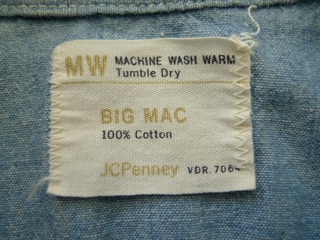 MW MACHINE WASH WARM
Tumble Dry
BIG MAC
100% Cotton
JCPenney VDR. 706